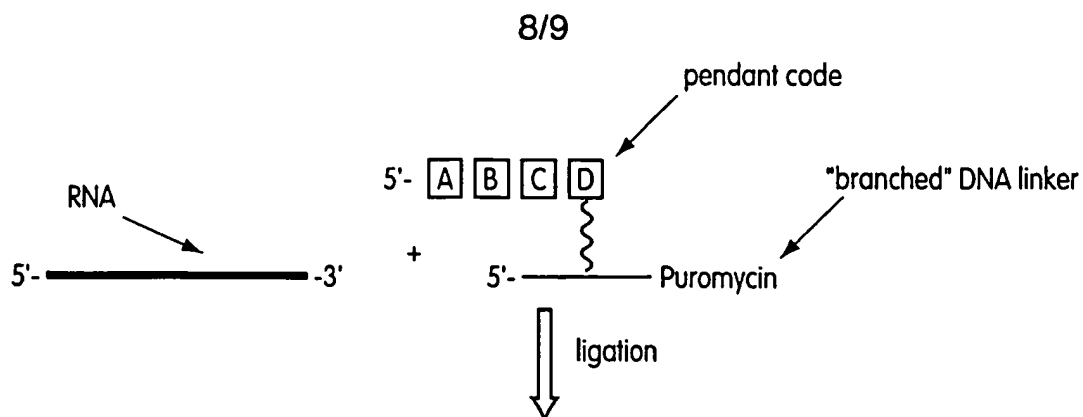 8/9
pendant code
5'- A B C D
"branched" DNA linker
RNA
+
5'- -3'
5'- Puromycin
ligation